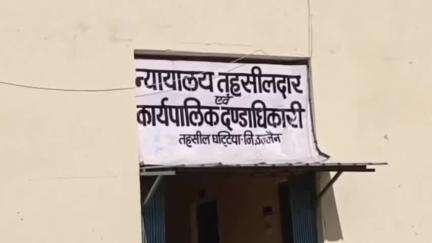 न्यायालय तहसीलदार
एवं
कार्यपालिक दण्डाधिकारी
तहसील घट्टिया-जि.उज्जैन